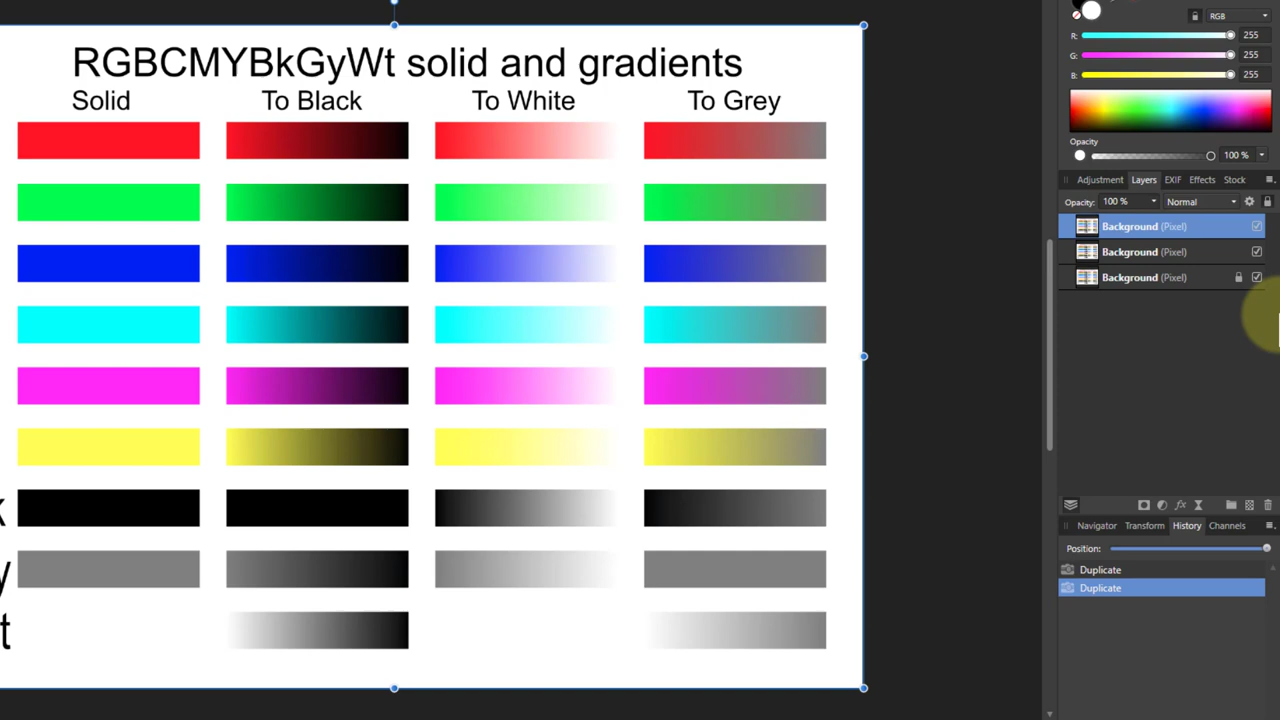 RGBCMYBkGyWt solid and gradients
Solid To Black To White To Grey
k
y
t
RGB
R: 255
G: 255
B: 255
Opacity
100 %
Adjustment Layers EXIF Effects Stock
Opacity: 100 % Normal
Background (Pixel)
Background (Pixel)
Background (Pixel)
fx
Navigator Transform History Channels
Position:
Duplicate
Duplicate